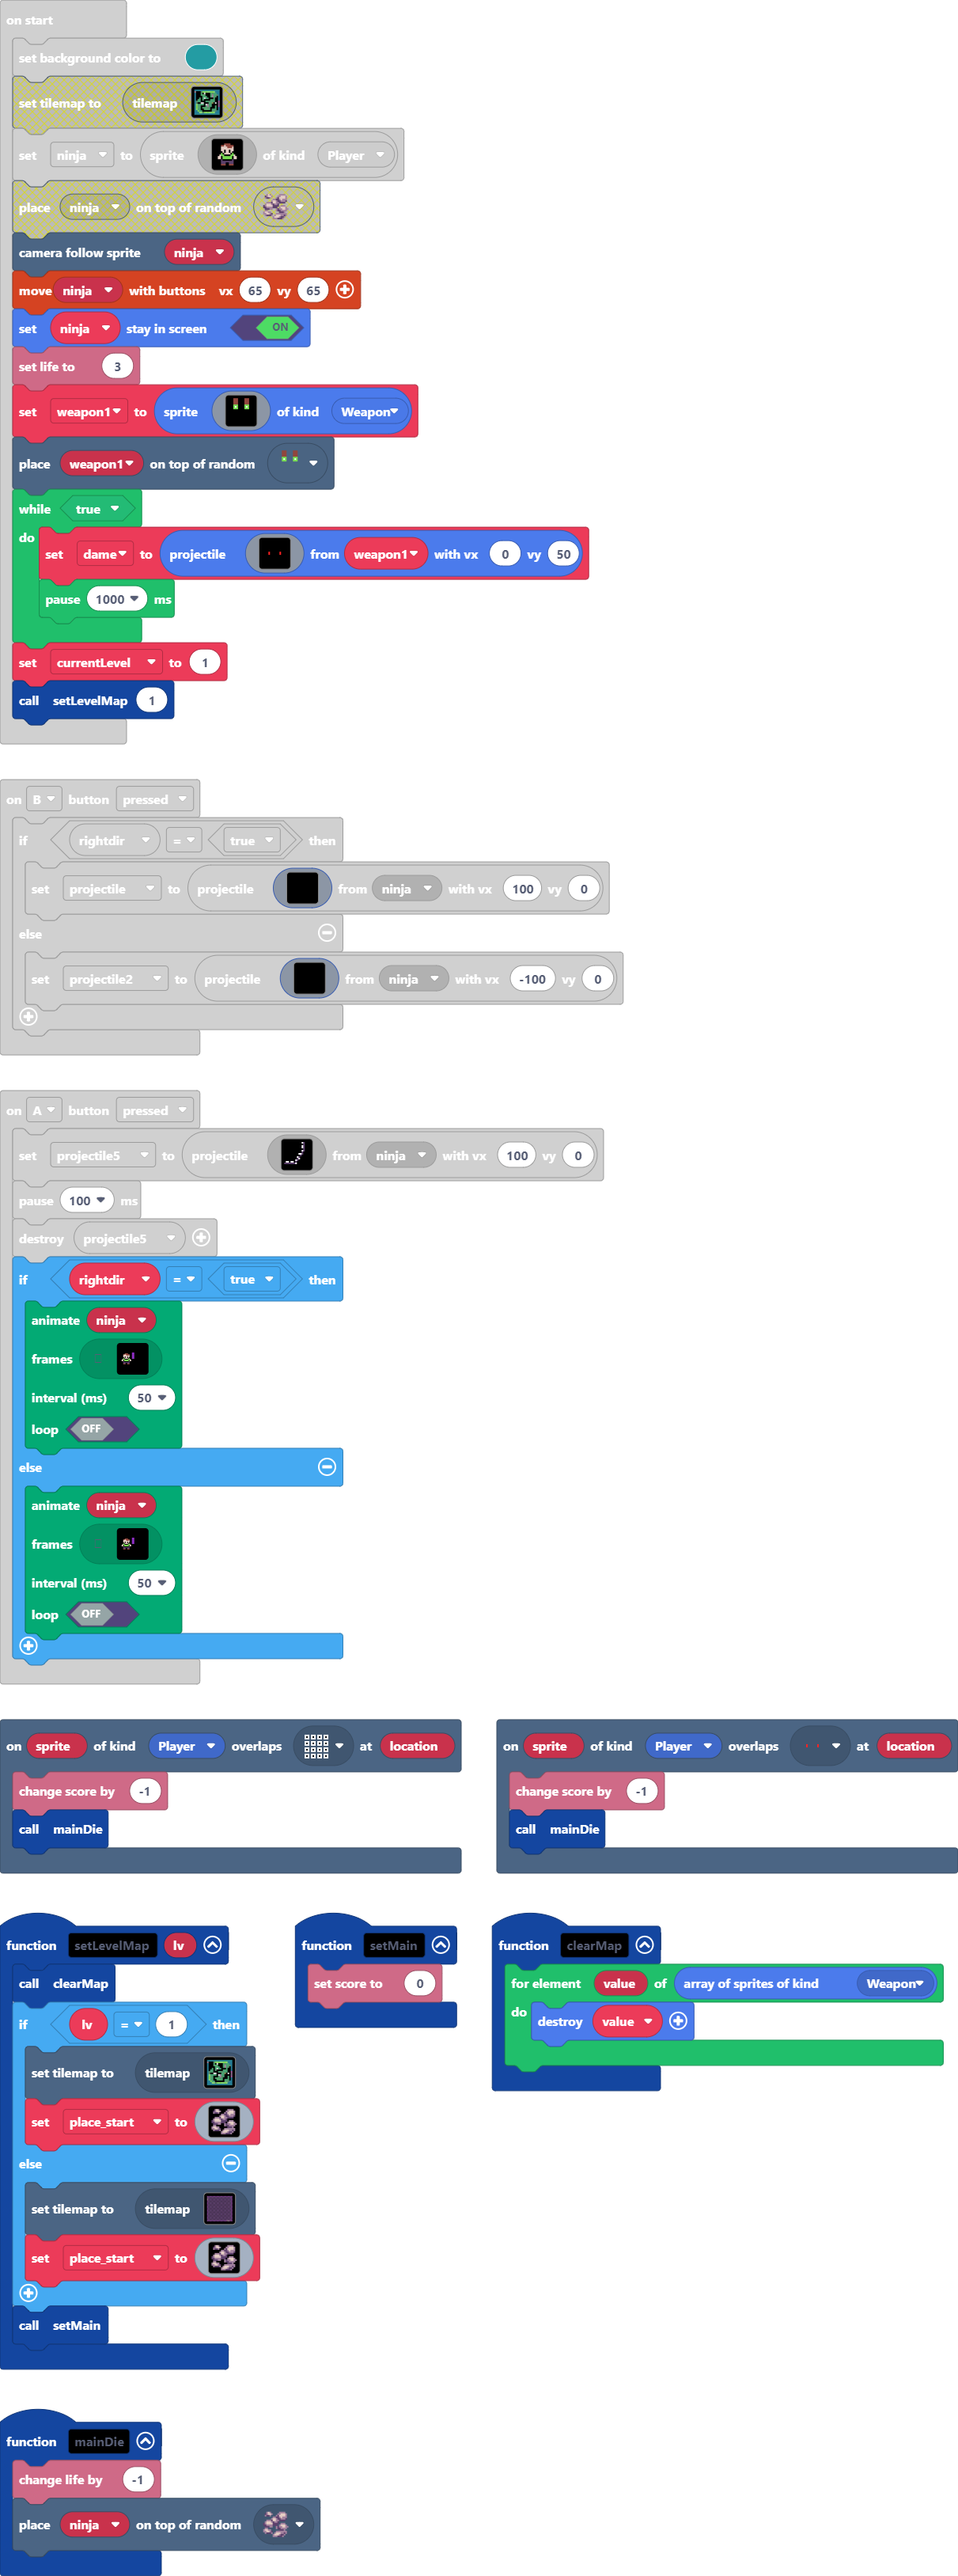 on start
set background color to
set tilemap to tilemap
set ninja to sprite of kind Player
place ninja on top of random
camera follow sprite ninja
move ninja with buttons vx 65 vy 65
set ninja stay in screen ON
set life to 3
set weapon1 to sprite of kind Weapon
place weapon1 on top of random
while true
do
set dame to projectile from weapon1 with vx 0 vy 50
pause 1000 ms
set currentLevel to 1
call setLevelMap 1
on B button pressed
if rightdir = true then
set projectile to projectile from ninja with vx 100 vy 0
else
set projectile2 to projectile from ninja with vx -100 vy 0
on A button pressed
set projectile5 to projectile from ninja with vx 100 vy 0
pause 100 ms
destroy projectile5
if rightdir = true then
animate ninja
frames
interval (ms) 50
loop OFF
else
animate ninja
frames
interval (ms) 50
loop OFF
on sprite of kind Player overlaps at location
change score by -1
call mainDie
on sprite of kind Player overlaps at location
change score by -1
call mainDie
function setLevelMap lv
call clearMap
if lv = 1 then
set tilemap to tilemap
set place_start to
else
set tilemap to tilemap
set place_start to
call setMain
function setMain
set score to 0
function clearMap
for element value of array of sprites of kind Weapon
do
destroy value
function mainDie
change life by -1
place ninja on top of random